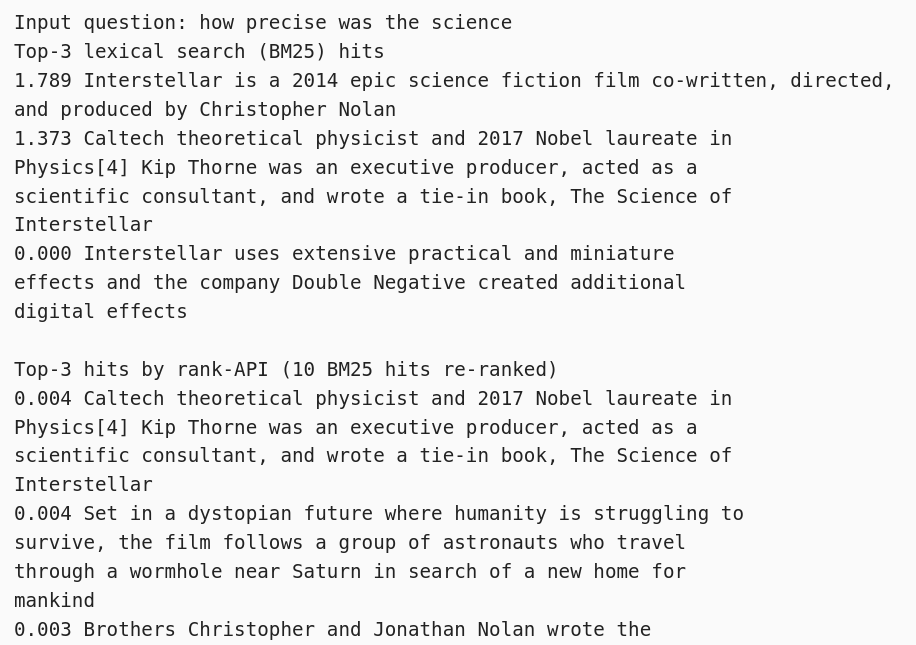 Input question: how precise was the science
Top-3 lexical search (BM25) hits
1.789 Interstellar is a 2014 epic science fiction film co-written, directed,
and produced by Christopher Nolan
1.373 Caltech theoretical physicist and 2017 Nobel laureate in
Physics[4] Kip Thorne was an executive producer, acted as a
scientific consultant, and wrote a tie-in book, The Science of
Interstellar
0.000 Interstellar uses extensive practical and miniature
effects and the company Double Negative created additional
digital effects

Top-3 hits by rank-API (10 BM25 hits re-ranked)
0.004 Caltech theoretical physicist and 2017 Nobel laureate in
Physics[4] Kip Thorne was an executive producer, acted as a
scientific consultant, and wrote a tie-in book, The Science of
Interstellar
0.004 Set in a dystopian future where humanity is struggling to
survive, the film follows a group of astronauts who travel
through a wormhole near Saturn in search of a new home for
mankind
0.003 Brothers Christopher and Jonathan Nolan wrote the